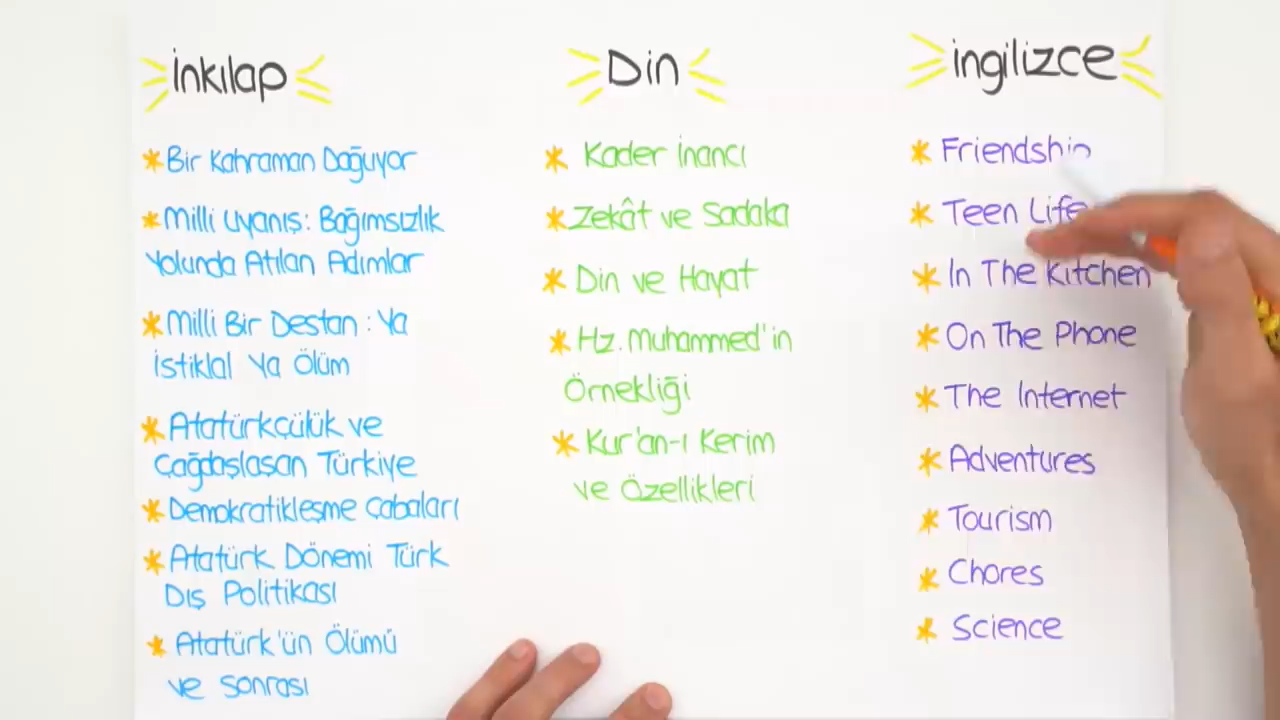 İnkılap
Bir Kahraman Doğuyor
Milli Uyanış: Bağımsızlık
Yolunda Atılan Adımlar
Milli Bir Destan: Ya
İstiklal Ya Ölüm
Atatürkçülük ve
Çağdaşlaşan Türkiye
Demokratikleşme Çabaları
Atatürk Dönemi Türk
Dış Politikası
Atatürk'ün Ölümü
ve Sonrası
Din
Kader İnancı
Zekât ve Sadaka
Din ve Hayat
Hz. Muhammed'in
Örnekliği
Kur'an-ı Kerim
ve Özellikleri
ingilizce
Friendship
Teen Life
In The Kitchen
On The Phone
The Internet
Adventures
Tourism
Chores
Science